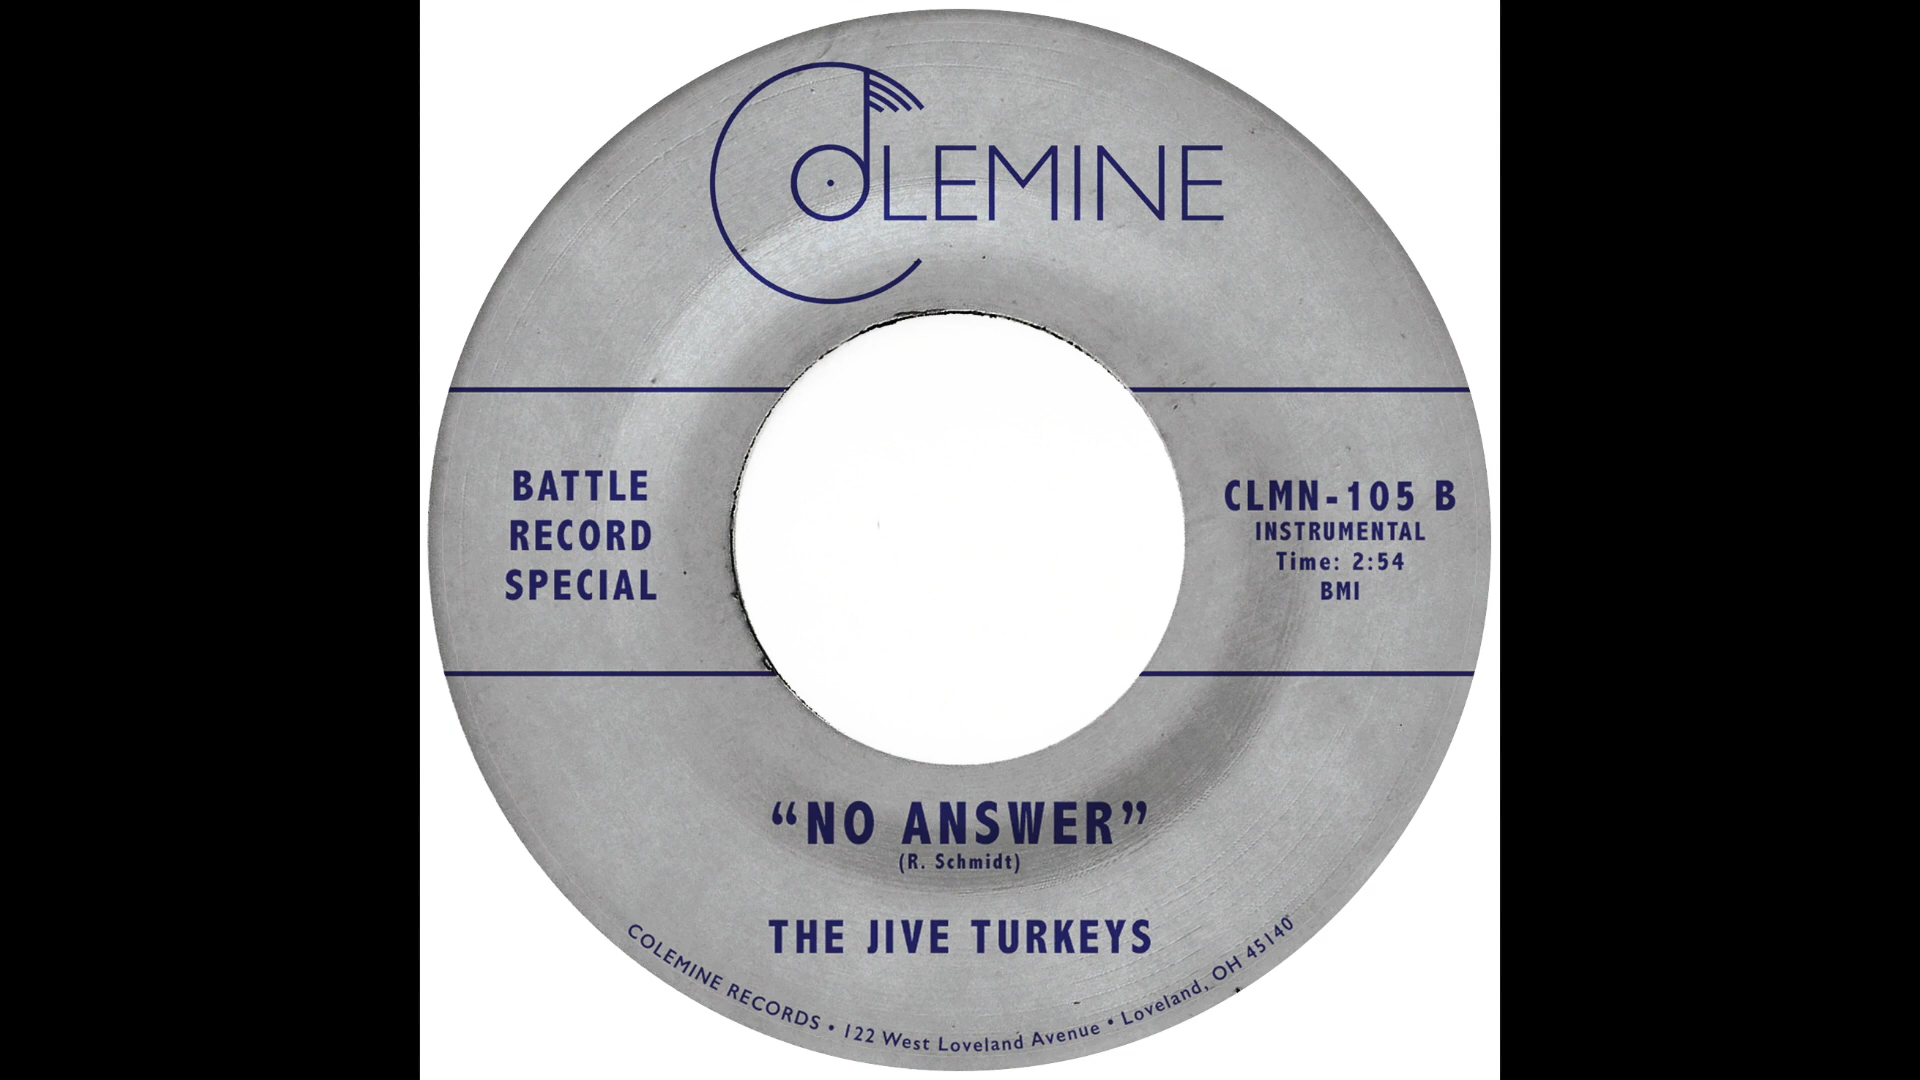 COLEMINE
BATTLE
RECORD
SPECIAL
CLMN-105 B
INSTRUMENTAL
Time: 2:54
BMI
“NO ANSWER”
(R. Schmidt)
THE JIVE TURKEYS
COLEMINE RECORDS • 122 West Loveland Avenue • Loveland, OH 45140